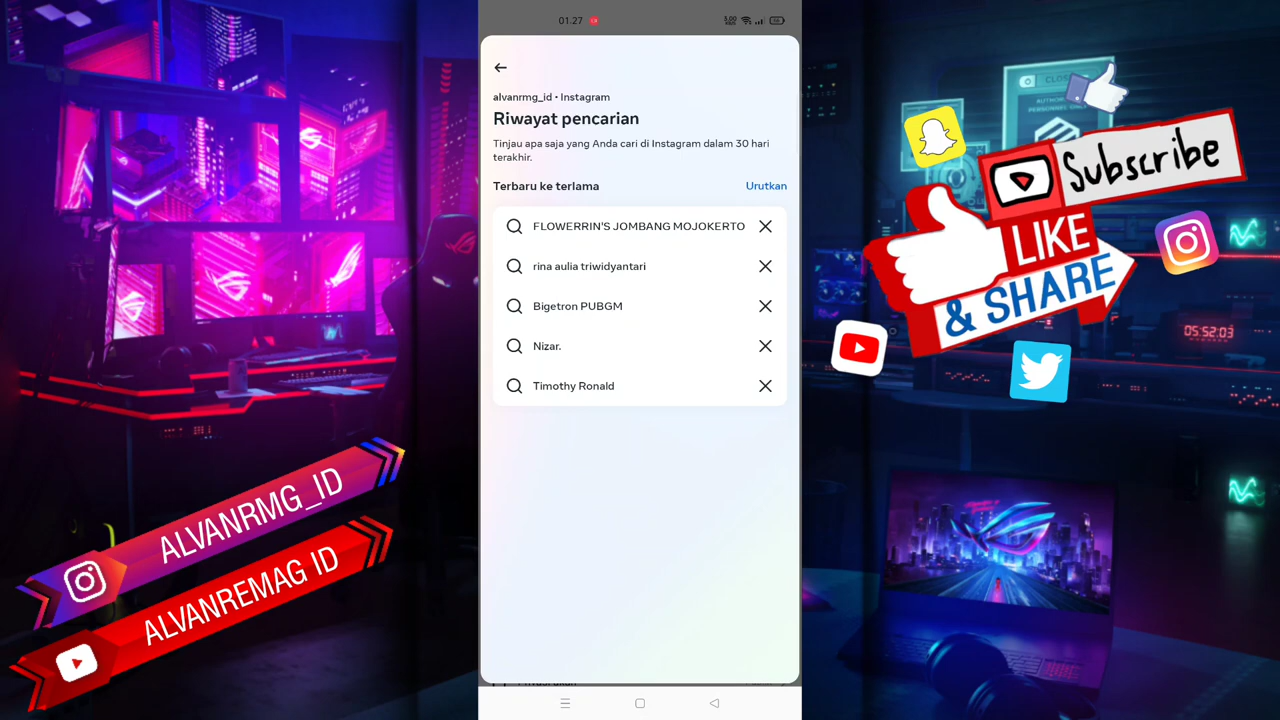 01.27
alvanrmg_id • Instagram
Riwayat pencarian
Tinjau apa saja yang Anda cari di Instagram dalam 30 hari
terakhir.
Terbaru ke terlama
Urutkan
FLOWERRIN'S JOMBANG MOJOKERTO
rina aulia triwidyantari
Bigetron PUBGM
Nizar.
Timothy Ronald
ALVANRMG_ID
ALVANREMAG ID
Subscribe
LIKE
& SHARE
05:52:03